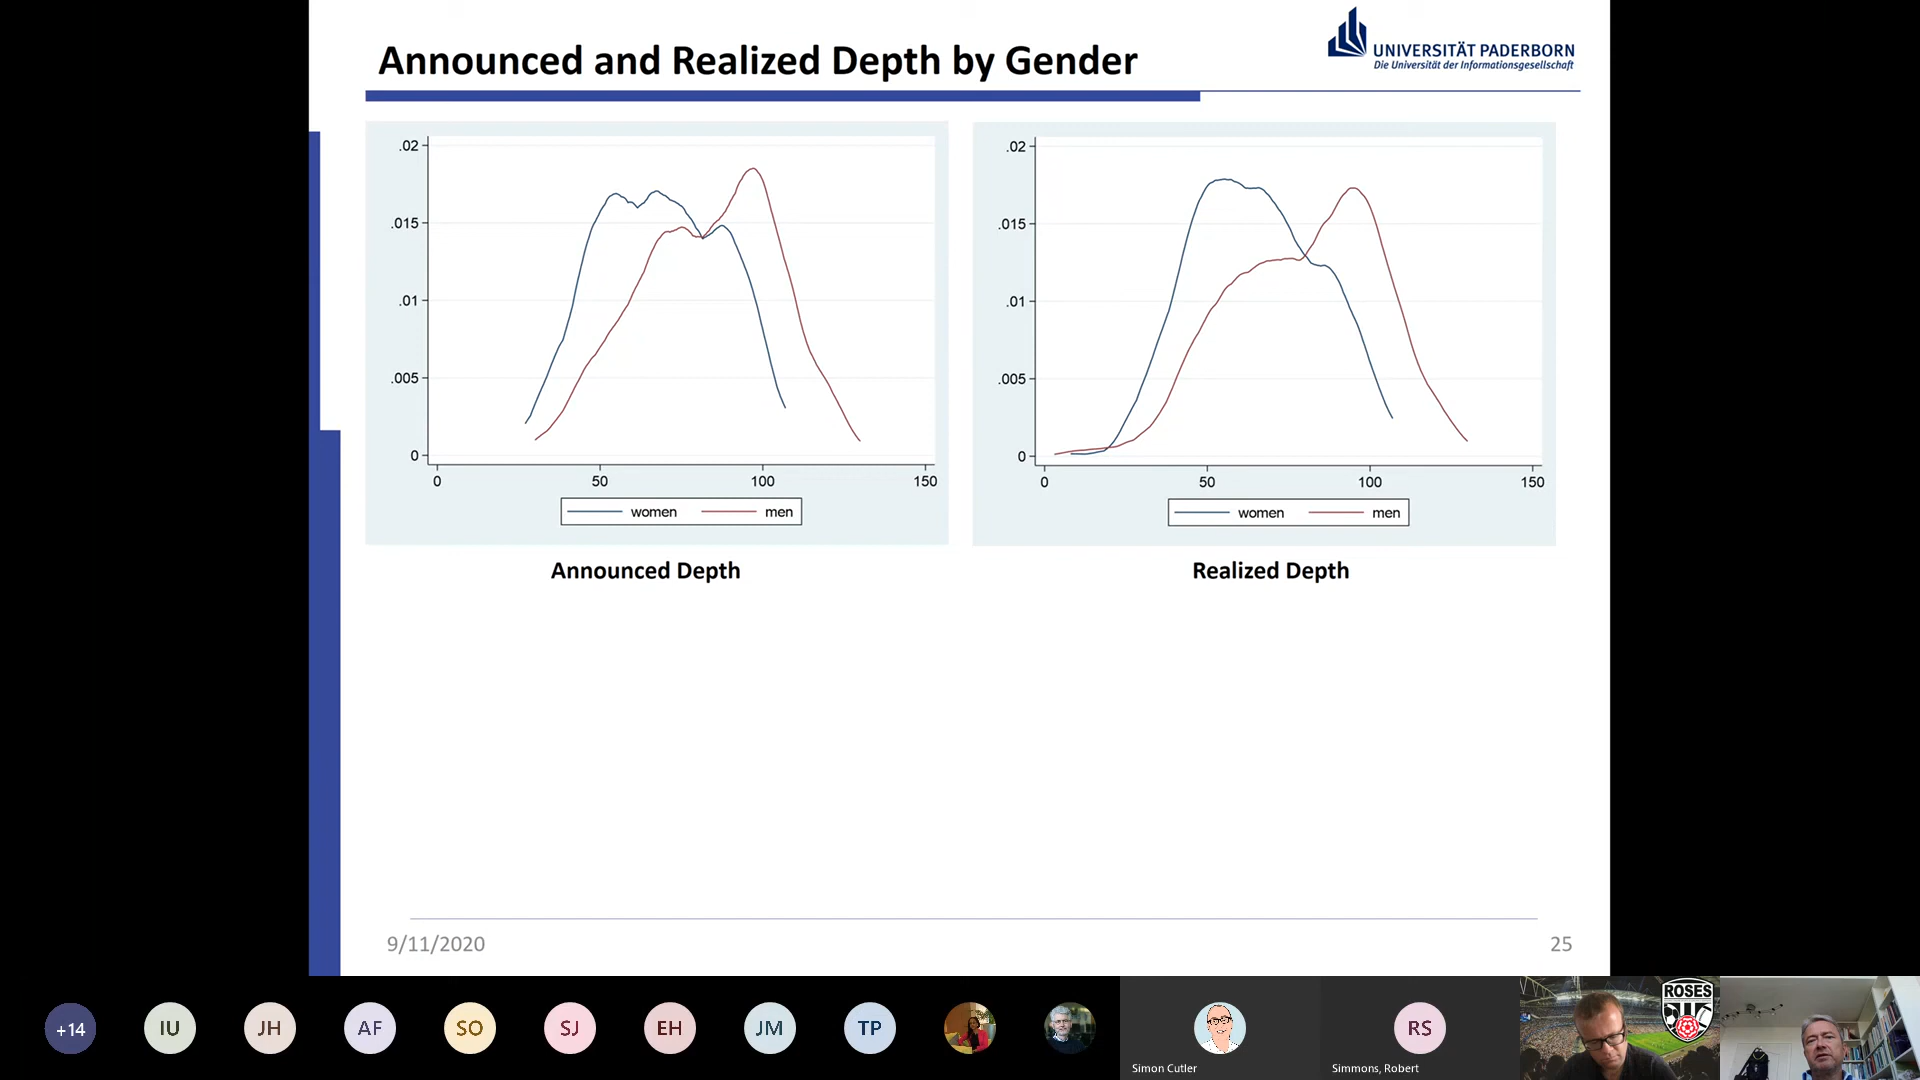 Announced and Realized Depth by Gender
UNIVERSITÄT PADERBORN
Die Universität der Informationsgesellschaft
.02
.015
.01
.005
0
0 50 100 150
women men
Announced Depth
.02
.015
.01
.005
0
0 50 100 150
women men
Realized Depth
9/11/2020
25
+14
IU
JH
AF
SO
SJ
EH
JM
TP
Simon Cutler
RS
Simmons, Robert
ROSES